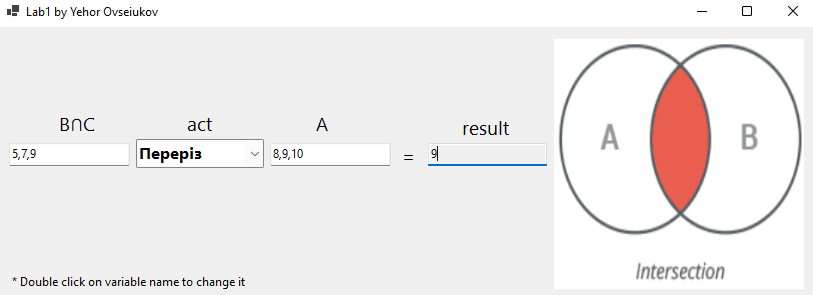 Lab1 by Yehor Ovseiukov
B∩C
act
A
result
5,7,9
Переріз
8,9,10
=
9
A
B
Intersection
* Double click on variable name to change it